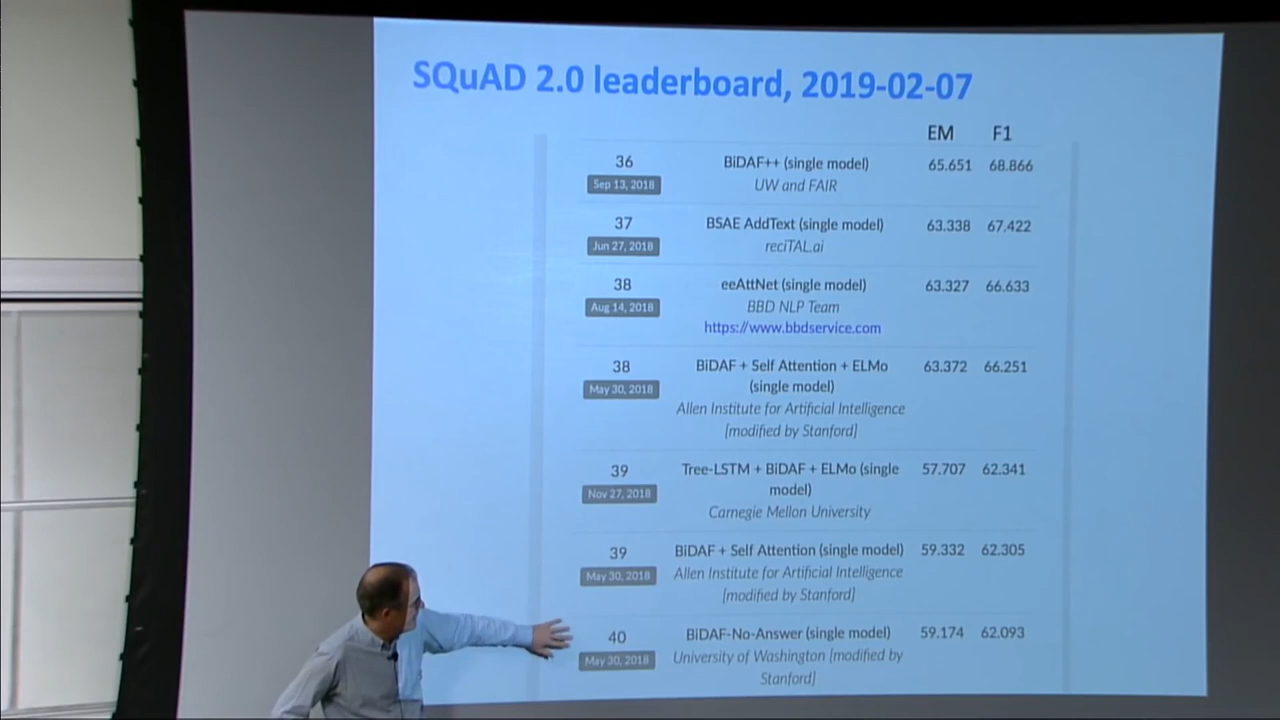 SQuAD 2.0 leaderboard, 2019-02-07
EM F1
36 BiDAF++ (single model) 65.651 68.866
Sep 13, 2018 UW and FAIR
37 BSAE AddText (single model) 63.338 67.422
Jun 27, 2018 reciTAL.ai
38 eeAttNet (single model) 63.327 66.633
Aug 14, 2018 BBD NLP Team
https://www.bbdservice.com
38 BiDAF + Self Attention + ELMo 63.372 66.251
May 30, 2018 (single model)
Allen Institute for Artificial Intelligence
[modified by Stanford]
39 Tree-LSTM + BiDAF + ELMo (single 57.707 62.341
Nov 27, 2018 model)
Carnegie Mellon University
39 BiDAF + Self Attention (single model) 59.332 62.305
May 30, 2018 Allen Institute for Artificial Intelligence
[modified by Stanford]
40 BiDAF-No-Answer (single model) 59.174 62.093
May 30, 2018 University of Washington [modified by
Stanford]